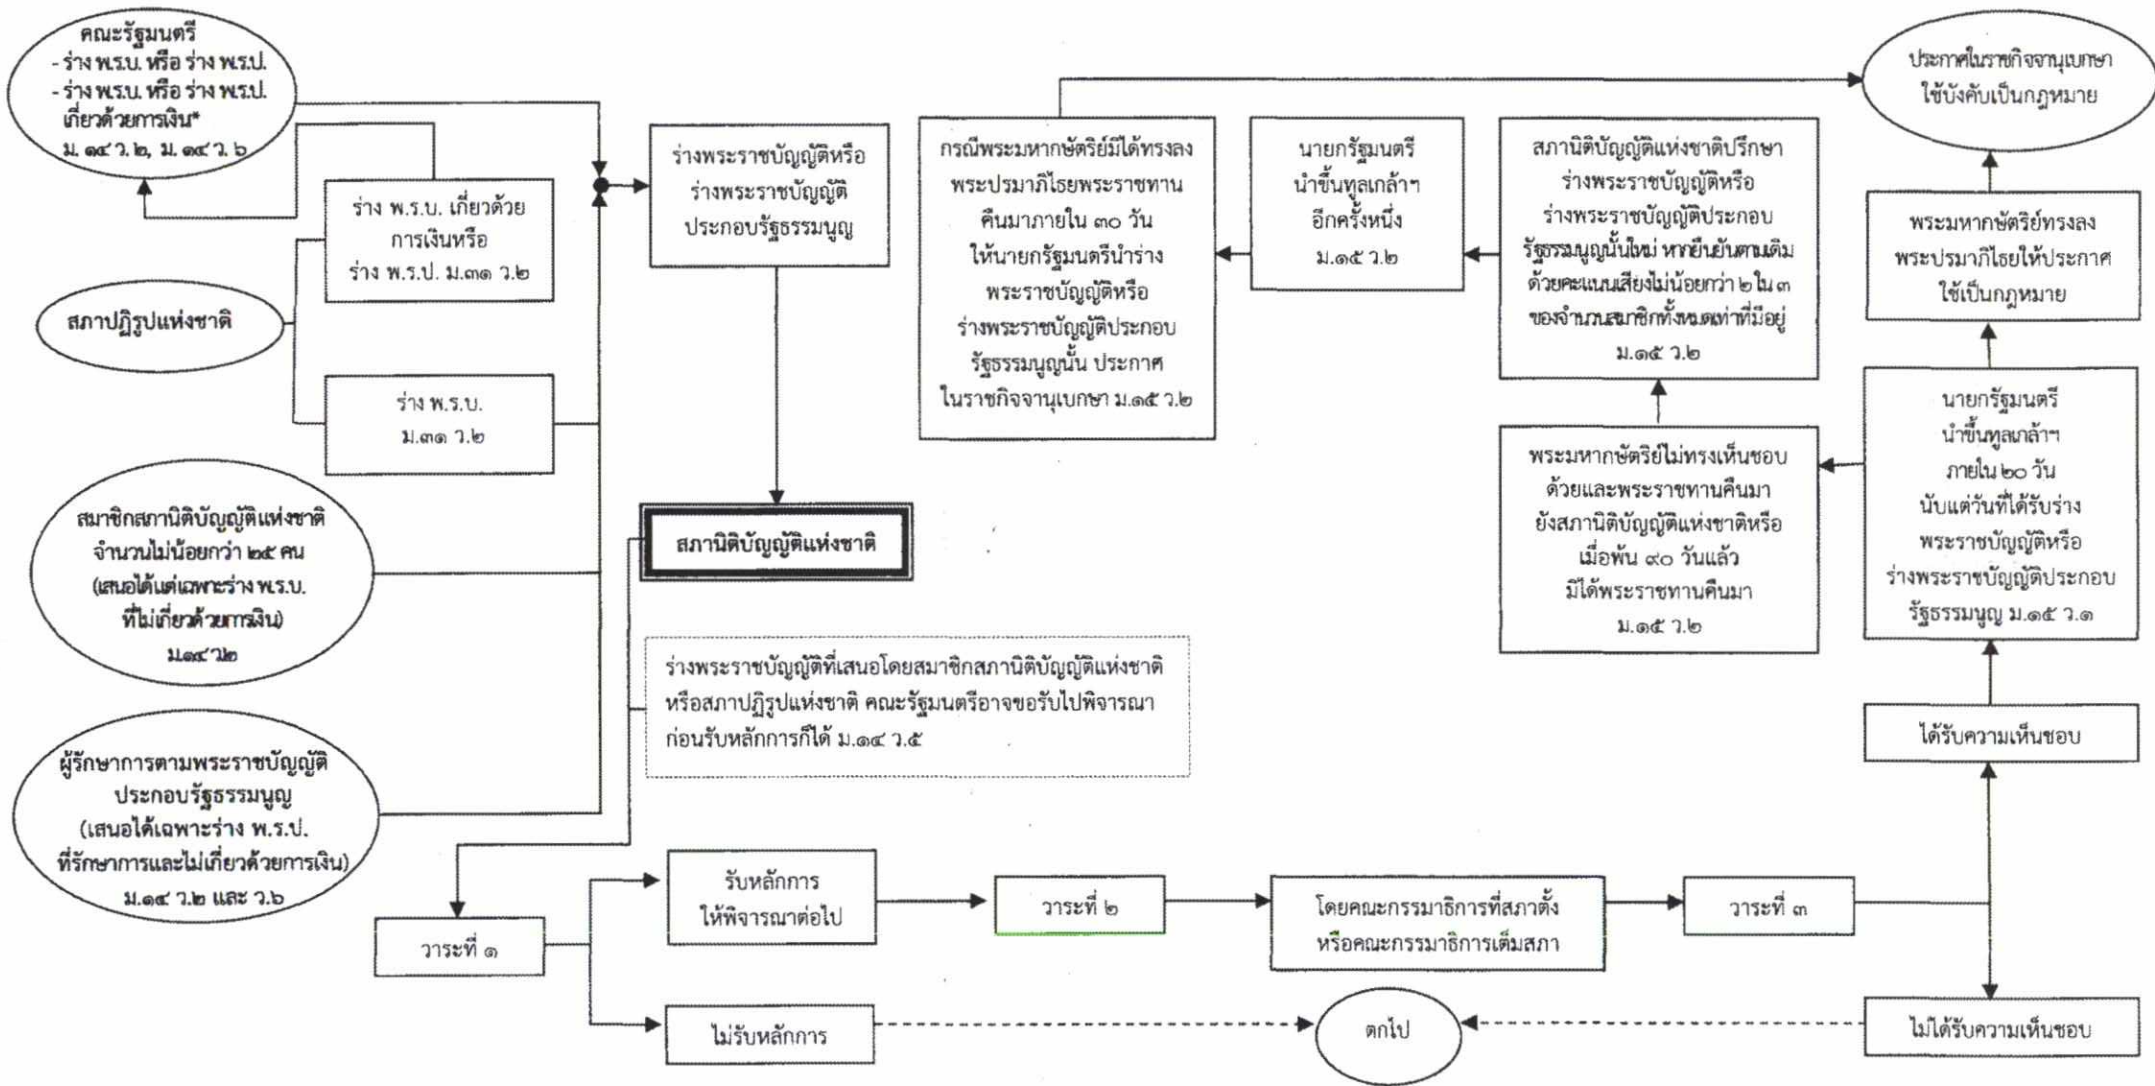 คณะรัฐมนตรี
- ร่าง พ.ร.บ. หรือ ร่าง พ.ร.ป.
- ร่าง พ.ร.บ. หรือ ร่าง พ.ร.ป.
เกี่ยวด้วยการเงิน*
ม. ๑๔ ว. ๒, ม. ๑๔ ว. ๖
ร่าง พ.ร.บ. เกี่ยวด้วย
การเงินหรือ
ร่าง พ.ร.ป. ม.๓๑ ว.๒
สภาปฏิรูปแห่งชาติ
ร่าง พ.ร.บ.
ม.๓๑ ว.๒
สมาชิกสภานิติบัญญัติแห่งชาติ
จำนวนไม่น้อยกว่า ๒๕ คน
(เสนอได้แต่เฉพาะร่าง พ.ร.บ.
ที่ไม่เกี่ยวด้วยการเงิน)
ม.๑๔ ว.๒
ผู้รักษาการตามพระราชบัญญัติ
ประกอบรัฐธรรมนูญ
(เสนอได้เฉพาะร่าง พ.ร.ป.
ที่รักษาการและไม่เกี่ยวด้วยการเงิน)
ม.๑๔ ว.๒ และ ว.๖
ร่างพระราชบัญญัติหรือ
ร่างพระราชบัญญัติ
ประกอบรัฐธรรมนูญ
สภานิติบัญญัติแห่งชาติ
ร่างพระราชบัญญัติที่เสนอโดยสมาชิกสภานิติบัญญัติแห่งชาติ
หรือสภาปฏิรูปแห่งชาติ คณะรัฐมนตรีอาจขอรับไปพิจารณา
ก่อนรับหลักการก็ได้ ม.๑๔ ว.๕
วาระที่ ๑
รับหลักการ
ให้พิจารณาต่อไป
ไม่รับหลักการ
วาระที่ ๒
โดยคณะกรรมาธิการที่สภาตั้ง
หรือคณะกรรมาธิการเต็มสภา
วาระที่ ๓
ตกไป
ไม่ได้รับความเห็นชอบ
ได้รับความเห็นชอบ
นายกรัฐมนตรี
นำขึ้นทูลเกล้าฯ
ภายใน ๒๐ วัน
นับแต่วันที่ได้รับร่าง
พระราชบัญญัติหรือ
ร่างพระราชบัญญัติประกอบ
รัฐธรรมนูญ ม.๑๕ ว.๑
พระมหากษัตริย์ทรงลง
พระปรมาภิไธยให้ประกาศ
ใช้เป็นกฎหมาย
ประกาศในราชกิจจานุเบกษา
ใช้บังคับเป็นกฎหมาย
พระมหากษัตริย์ไม่ทรงเห็นชอบ
ด้วยและพระราชทานคืนมา
ยังสภานิติบัญญัติแห่งชาติหรือ
เมื่อพ้น ๙๐ วันแล้ว
มิได้พระราชทานคืนมา
ม.๑๕ ว.๒
สภานิติบัญญัติแห่งชาติปรึกษา
ร่างพระราชบัญญัติหรือ
ร่างพระราชบัญญัติประกอบ
รัฐธรรมนูญนั้นใหม่ หากยืนยันตามเดิม
ด้วยคะแนนเสียงไม่น้อยกว่า ๒ ใน ๓
ของจำนวนสมาชิกทั้งหมดเท่าที่มีอยู่
ม.๑๕ ว.๒
นายกรัฐมนตรี
นำขึ้นทูลเกล้าฯ
อีกครั้งหนึ่ง
ม.๑๕ ว.๒
กรณีพระมหากษัตริย์มิได้ทรงลง
พระปรมาภิไธยพระราชทาน
คืนมาภายใน ๓๐ วัน
ให้นายกรัฐมนตรีนำร่าง
พระราชบัญญัติหรือ
ร่างพระราชบัญญัติประกอบ
รัฐธรรมนูญนั้น ประกาศ
ในราชกิจจานุเบกษา ม.๑๕ ว.๒